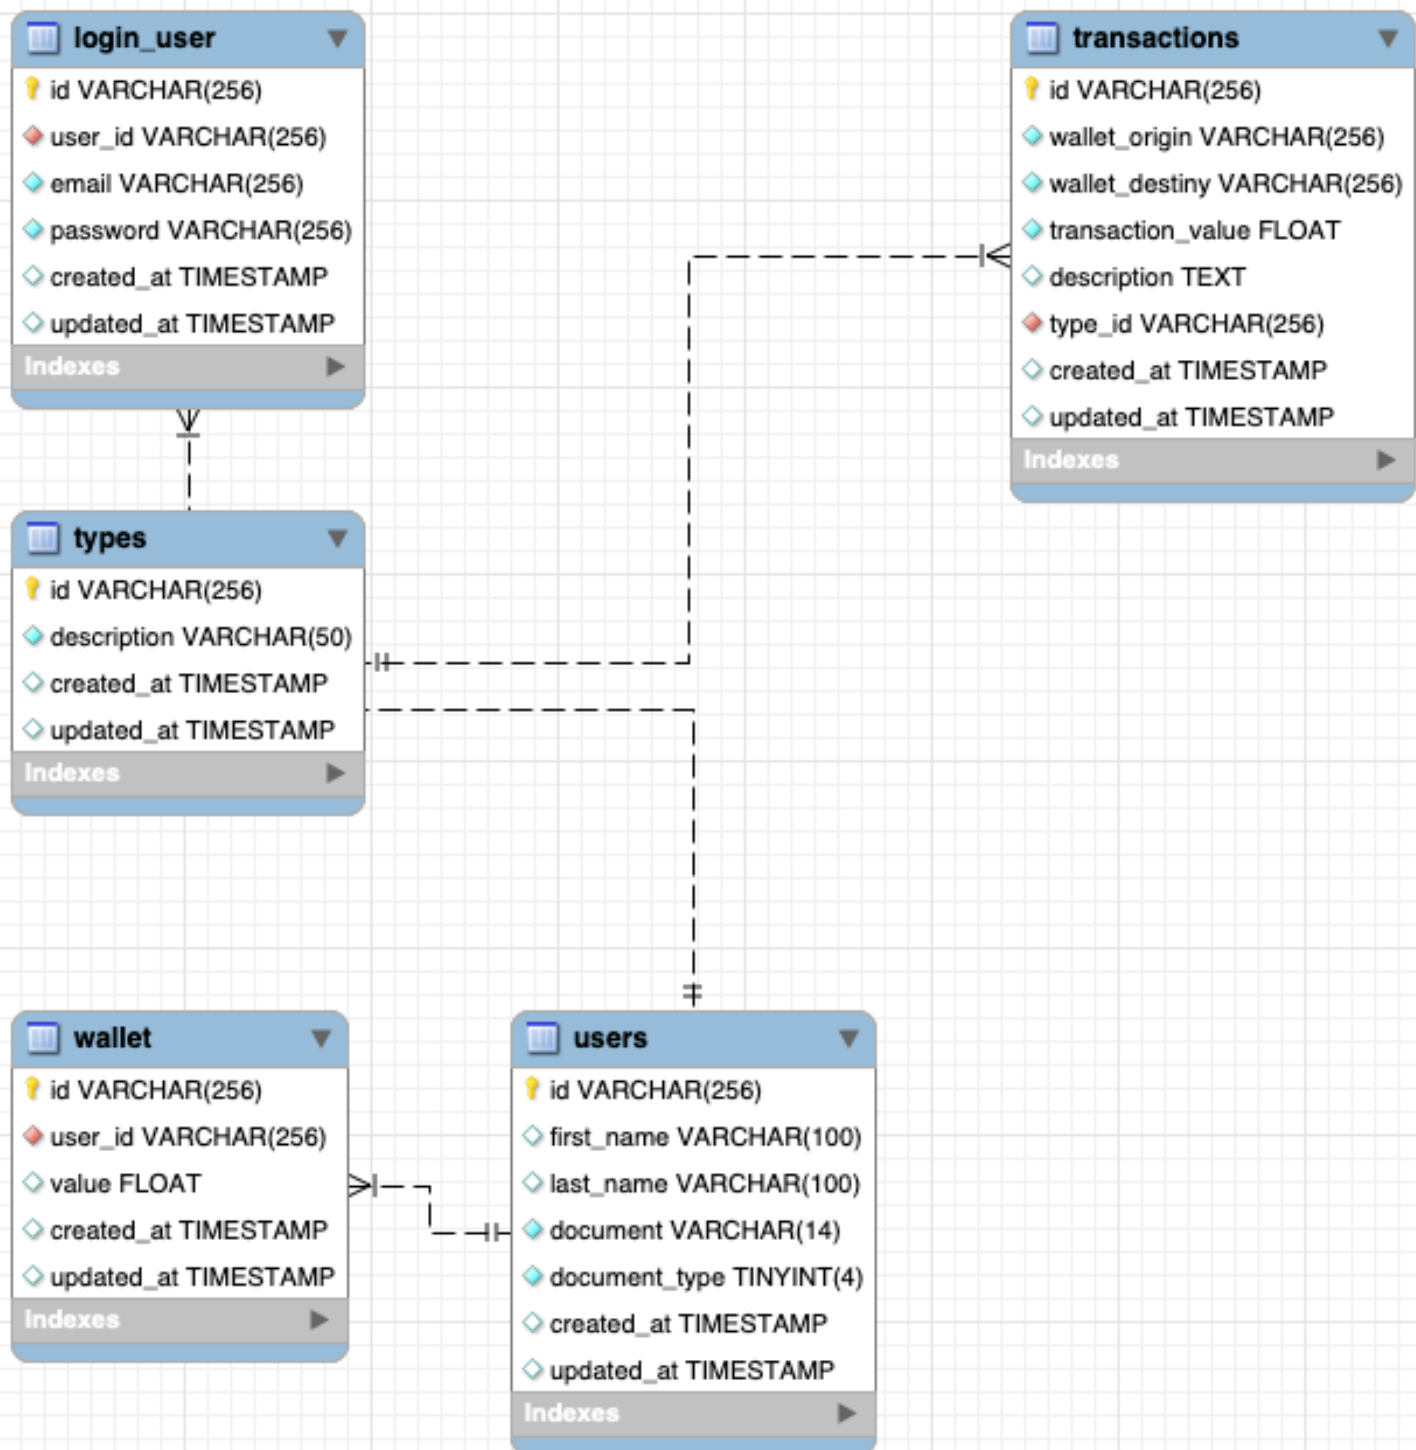 login_user
id VARCHAR(256)
user_id VARCHAR(256)
email VARCHAR(256)
password VARCHAR(256)
created_at TIMESTAMP
updated_at TIMESTAMP
Indexes
transactions
id VARCHAR(256)
wallet_origin VARCHAR(256)
wallet_destiny VARCHAR(256)
transaction_value FLOAT
description TEXT
type_id VARCHAR(256)
created_at TIMESTAMP
updated_at TIMESTAMP
Indexes
types
id VARCHAR(256)
description VARCHAR(50)
created_at TIMESTAMP
updated_at TIMESTAMP
Indexes
wallet
id VARCHAR(256)
user_id VARCHAR(256)
value FLOAT
created_at TIMESTAMP
updated_at TIMESTAMP
Indexes
users
id VARCHAR(256)
first_name VARCHAR(100)
last_name VARCHAR(100)
document VARCHAR(14)
document_type TINYINT(4)
created_at TIMESTAMP
updated_at TIMESTAMP
Indexes